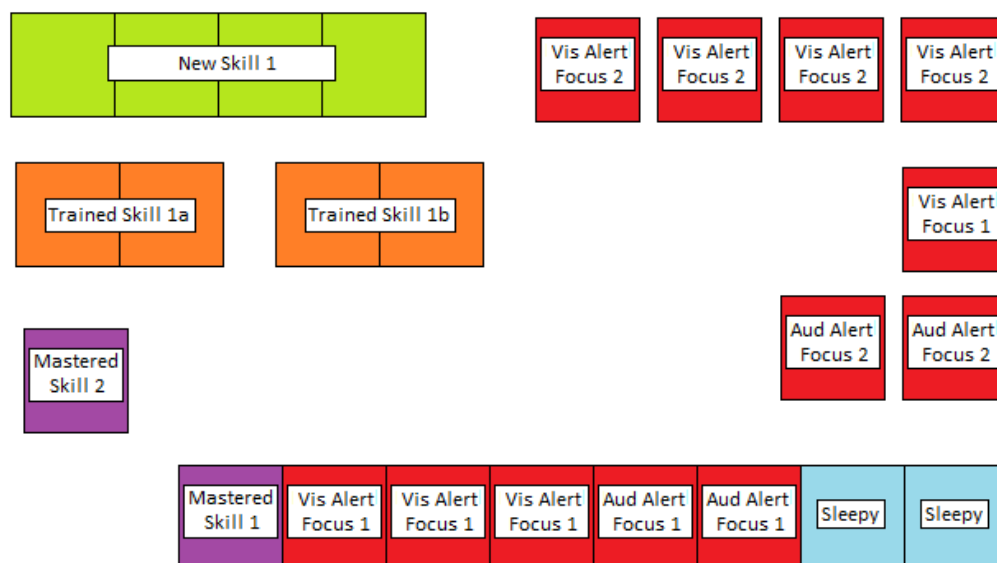 New Skill 1
Vis Alert
Focus 2
Vis Alert
Focus 2
Vis Alert
Focus 2
Vis Alert
Focus 2
Trained Skill 1a
Trained Skill 1b
Vis Alert
Focus 1
Aud Alert
Focus 2
Aud Alert
Focus 2
Mastered
Skill 2
Mastered
Skill 1
Vis Alert
Focus 1
Vis Alert
Focus 1
Vis Alert
Focus 1
Aud Alert
Focus 1
Aud Alert
Focus 1
Sleepy
Sleepy